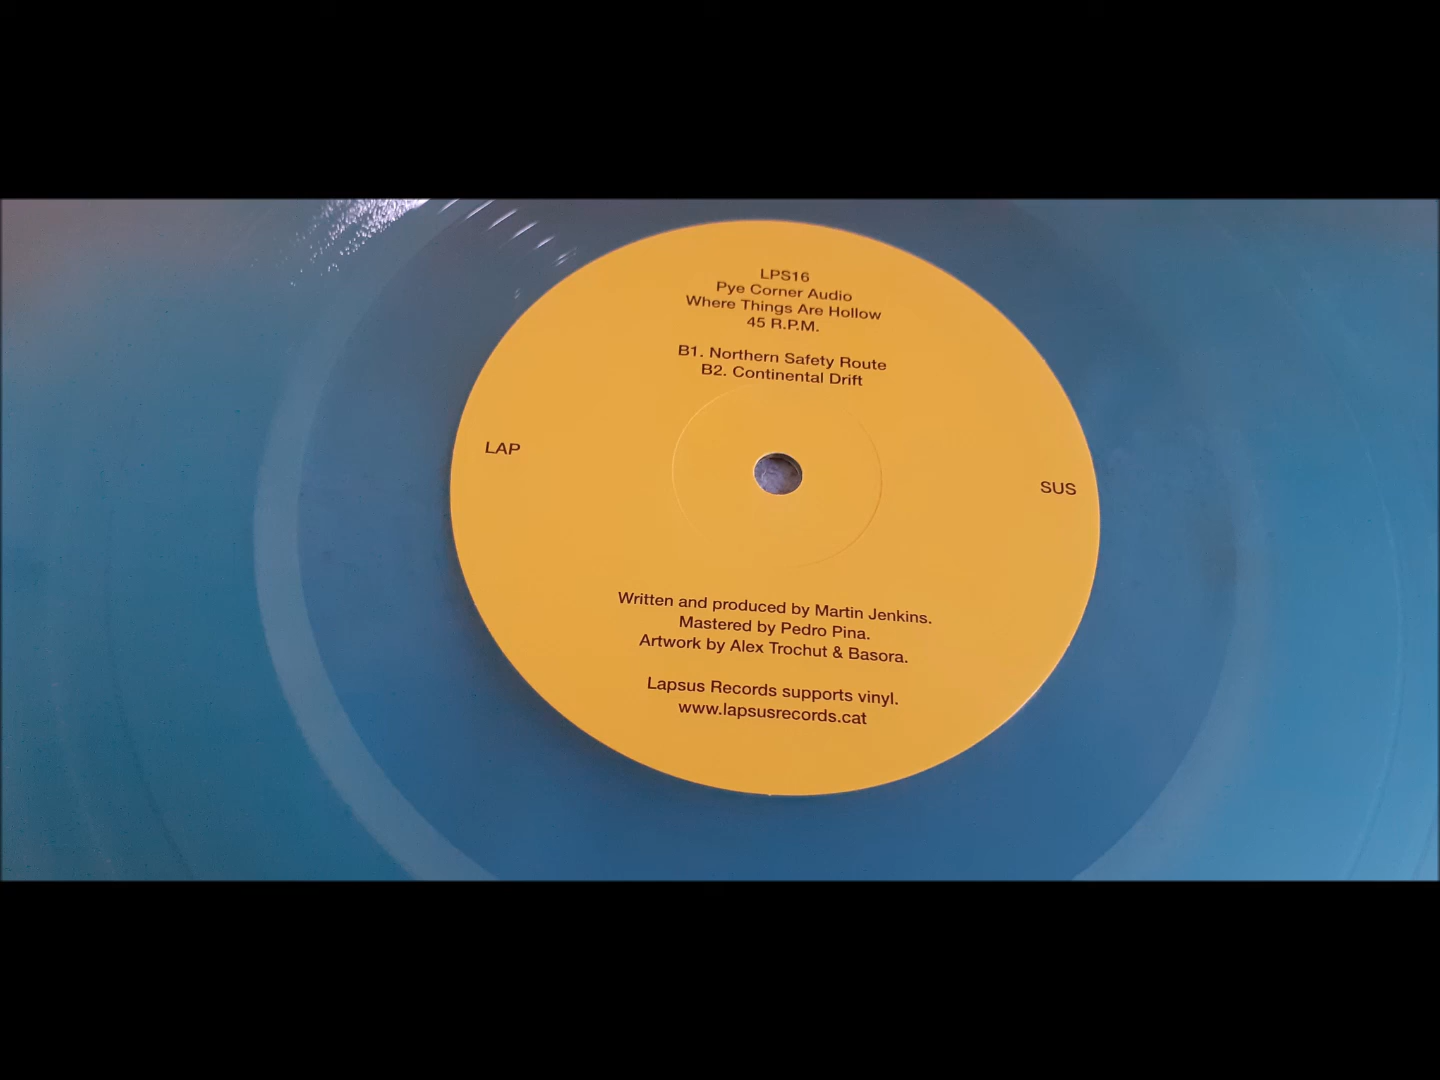 LPS16
Pye Corner Audio
Where Things Are Hollow
45 R.P.M.
B1. Northern Safety Route
B2. Continental Drift
LAP
SUS
Written and produced by Martin Jenkins.
Mastered by Pedro Pina.
Artwork by Alex Trochut & Basora.
Lapsus Records supports vinyl.
www.lapsusrecords.cat